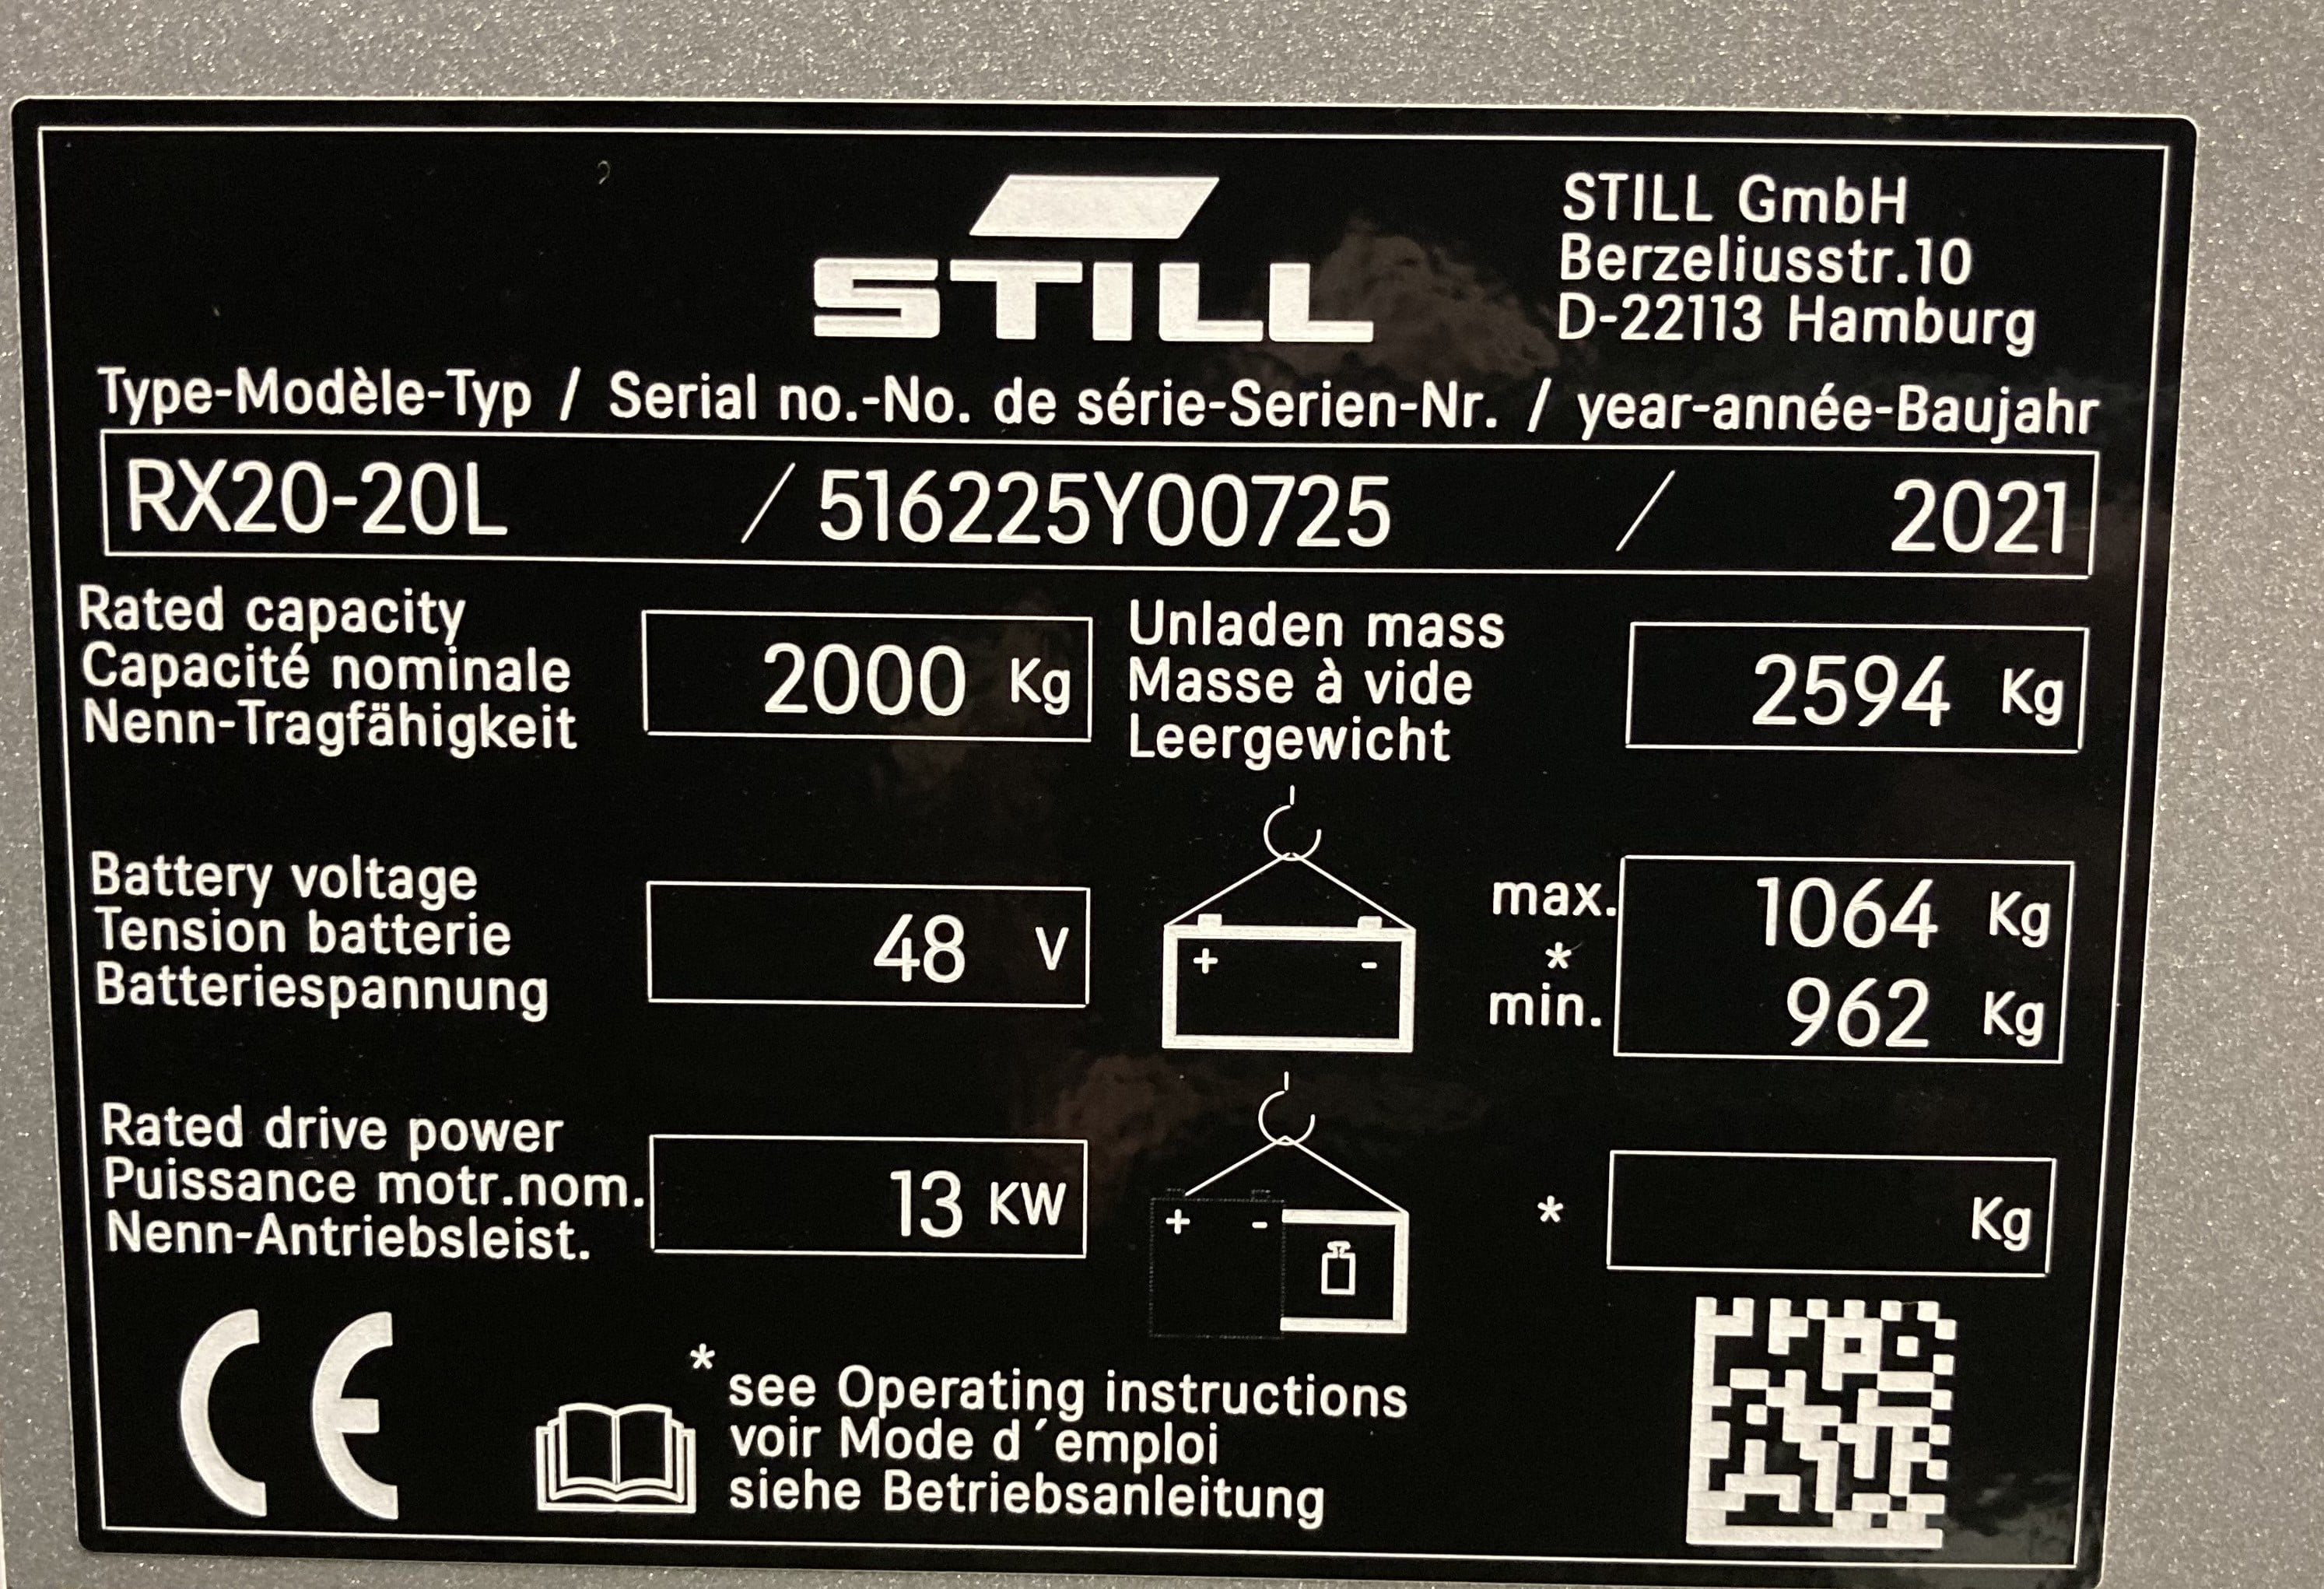 STILL
STILL GmbH
Berzeliusstr.10
D-22113 Hamburg
Type-Modèle-Typ / Serial no.-No. de série-Serien-Nr. / year-année-Baujahr
RX20-20L / 516225Y00725 / 2021
Rated capacity
Capacité nominale
Nenn-Tragfähigkeit
2000 Kg
Unladen mass
Masse à vide
Leergewicht
2594 Kg
Battery voltage
Tension batterie
Batteriespannung
48 V
+ -
max. 1064 Kg
*
min. 962 Kg
Rated drive power
Puissance motr.nom.
Nenn-Antriebsleist.
13 KW
+ -
* Kg
CE
* see Operating instructions
voir Mode d´emploi
siehe Betriebsanleitung